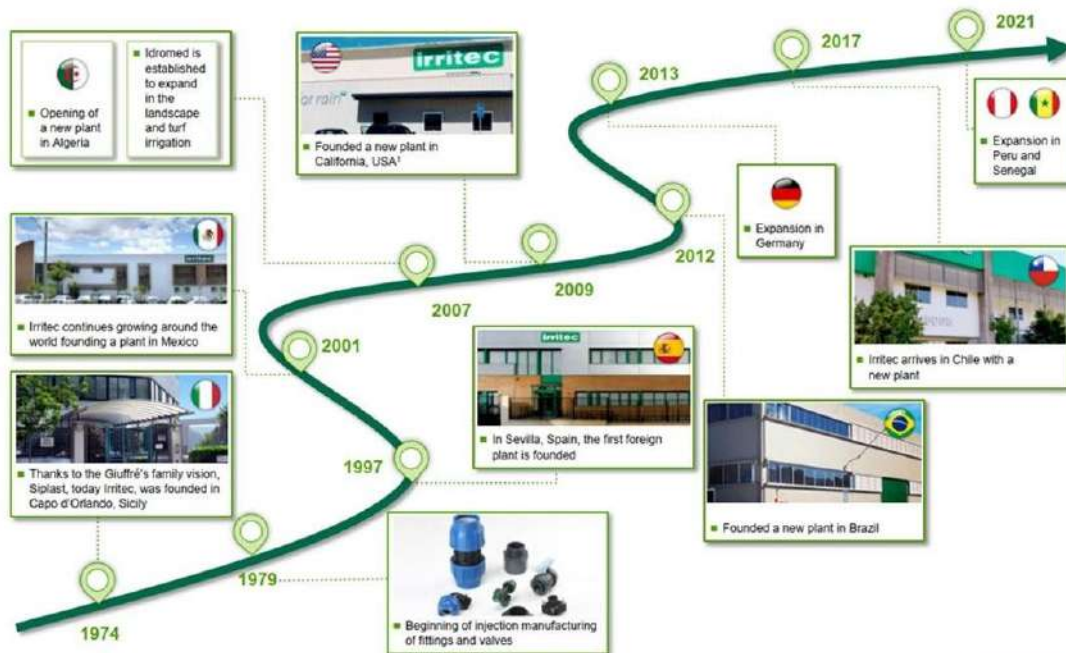 2021
2017
2013
Opening of
a new plant
in Algeria
Idromed is
established
to expand
in the
landscape
and turf
irrigation
irritec
or rain
Founded a new plant in
California, USA¹
Expansion in
Peru and
Senegal
Expansion in
Germany
2012
2009
2007
irritec
Irritec continues growing around the
world founding a plant in Mexico
2001
irritec
In Sevilla, Spain, the first foreign
plant is founded
Irritec arrives in Chile with a
new plant
Thanks to the Giuffré's family vision,
Siplast, today Irritec, was founded in
Capo d'Orlando, Sicily
1997
Founded a new plant in Brazil
1979
Beginning of injection manufacturing
of fittings and valves
1974